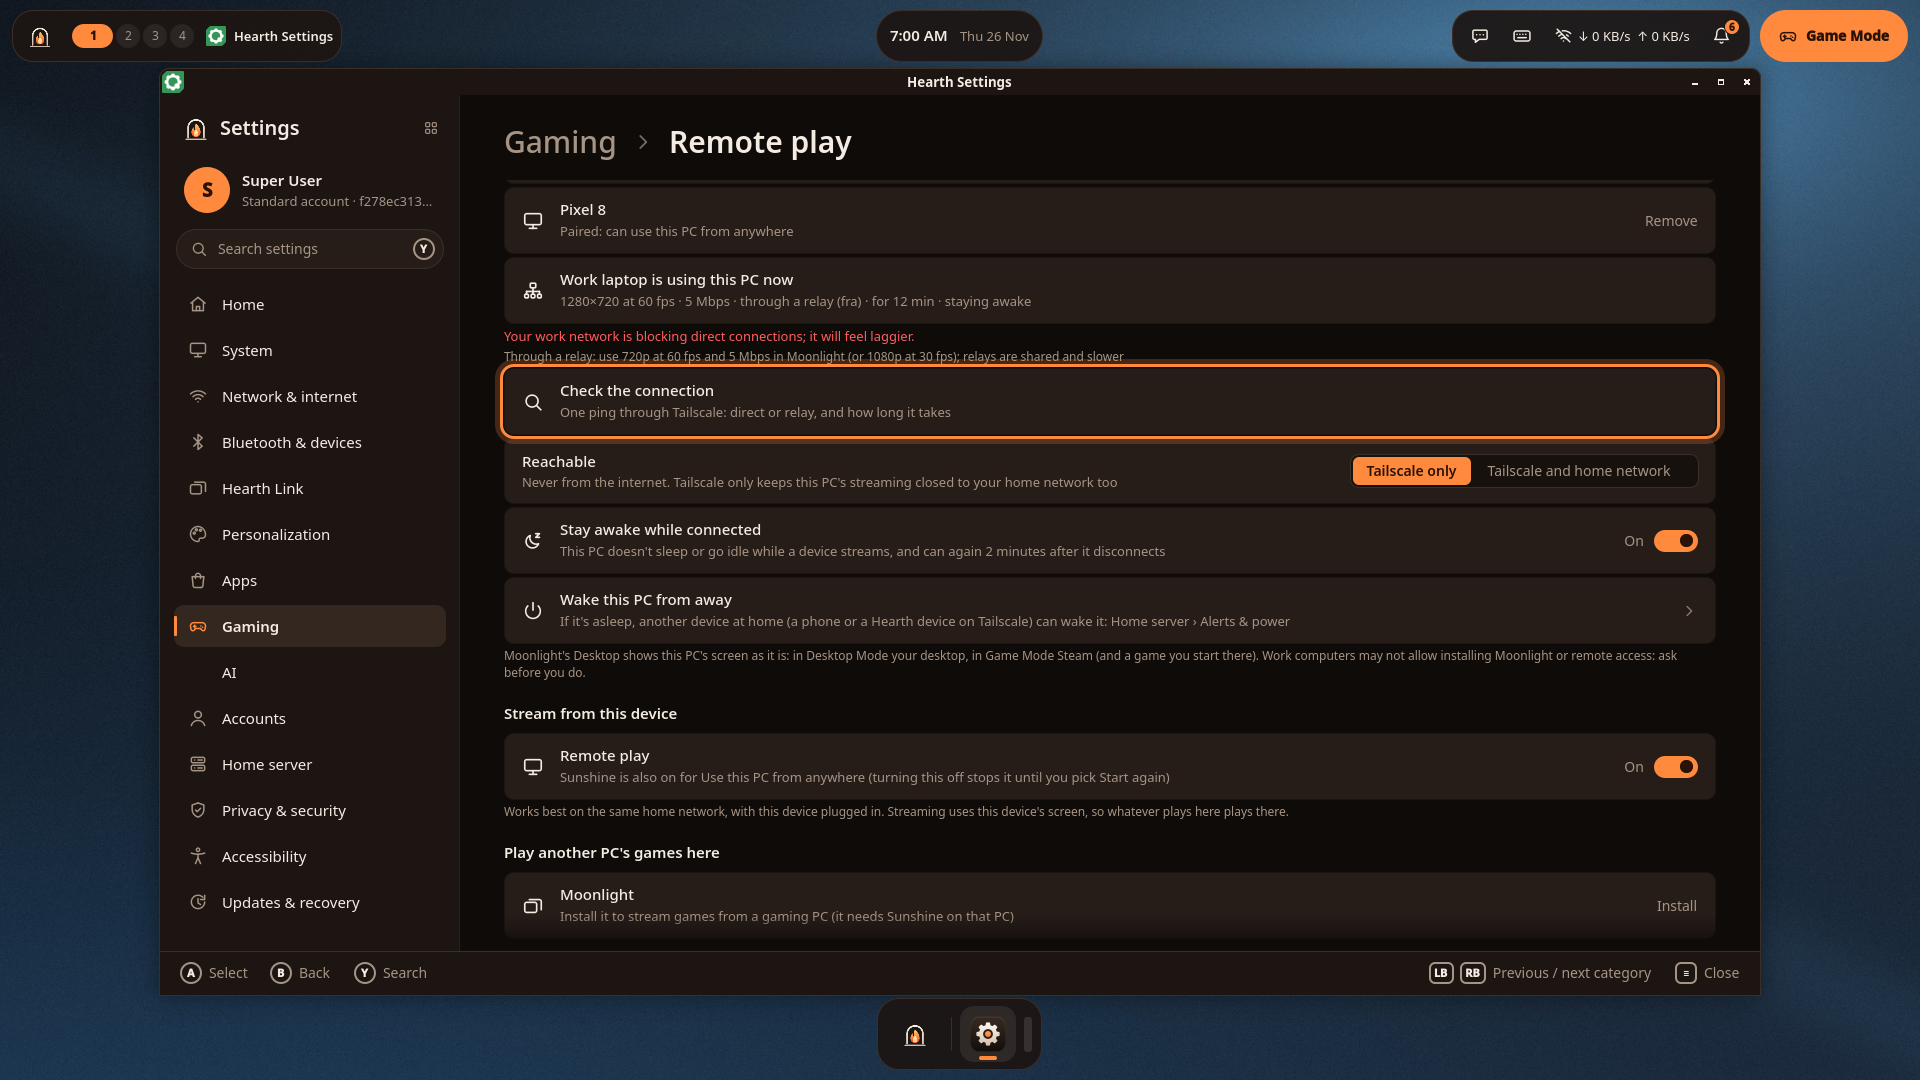 1 2 3 4 Hearth Settings
7:00 AM Thu 26 Nov
↓ 0 KB/s ↑ 0 KB/s 6 Game Mode
Hearth Settings
Settings
S
Super User
Standard account · f278ec313...
Search settings Y
Home
System
Network & internet
Bluetooth & devices
Hearth Link
Personalization
Apps
Gaming
AI
Accounts
Home server
Privacy & security
Accessibility
Updates & recovery
Gaming > Remote play
Pixel 8
Paired: can use this PC from anywhere
Remove
Work laptop is using this PC now
1280×720 at 60 fps · 5 Mbps · through a relay (fra) · for 12 min · staying awake
Your work network is blocking direct connections; it will feel laggier.
Through a relay: use 720p at 60 fps and 5 Mbps in Moonlight (or 1080p at 30 fps); relays are shared and slower
Check the connection
One ping through Tailscale: direct or relay, and how long it takes
Reachable
Never from the internet. Tailscale only keeps this PC's streaming closed to your home network too
Tailscale only Tailscale and home network
Stay awake while connected
This PC doesn't sleep or go idle while a device streams, and can again 2 minutes after it disconnects
On
Wake this PC from away
If it's asleep, another device at home (a phone or a Hearth device on Tailscale) can wake it: Home server › Alerts & power
Moonlight's Desktop shows this PC's screen as it is: in Desktop Mode your desktop, in Game Mode Steam (and a game you start there). Work computers may not allow installing Moonlight or remote access: ask
before you do.
Stream from this device
Remote play
Sunshine is also on for Use this PC from anywhere (turning this off stops it until you pick Start again)
On
Works best on the same home network, with this device plugged in. Streaming uses this device's screen, so whatever plays here plays there.
Play another PC's games here
Moonlight
Install it to stream games from a gaming PC (it needs Sunshine on that PC)
Install
A Select B Back Y Search
LB RB Previous / next category ≡ Close